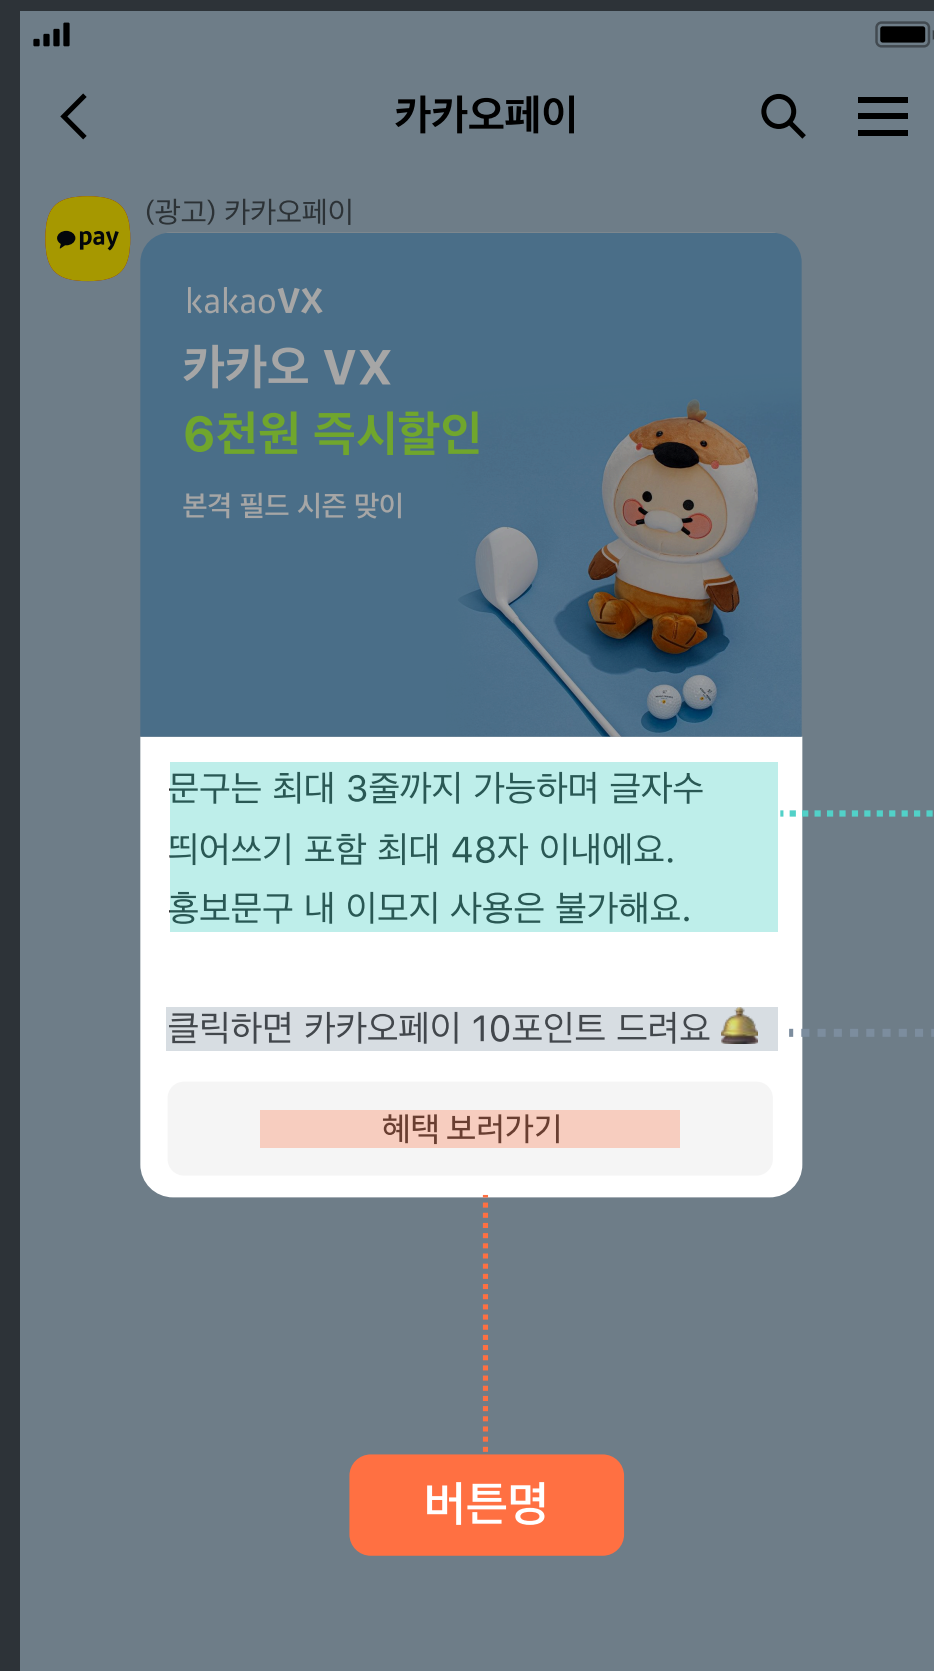 카카오페이
(광고) 카카오페이
pay
kakaoVX
카카오 VX
6천원 즉시할인
본격 필드 시즌 맞이
문구는 최대 3줄까지 가능하며 글자수
띄어쓰기 포함 최대 48자 이내에요.
홍보문구 내 이모지 사용은 불가해요.
클릭하면 카카오페이 10포인트 드려요
혜택 보러가기
버튼명